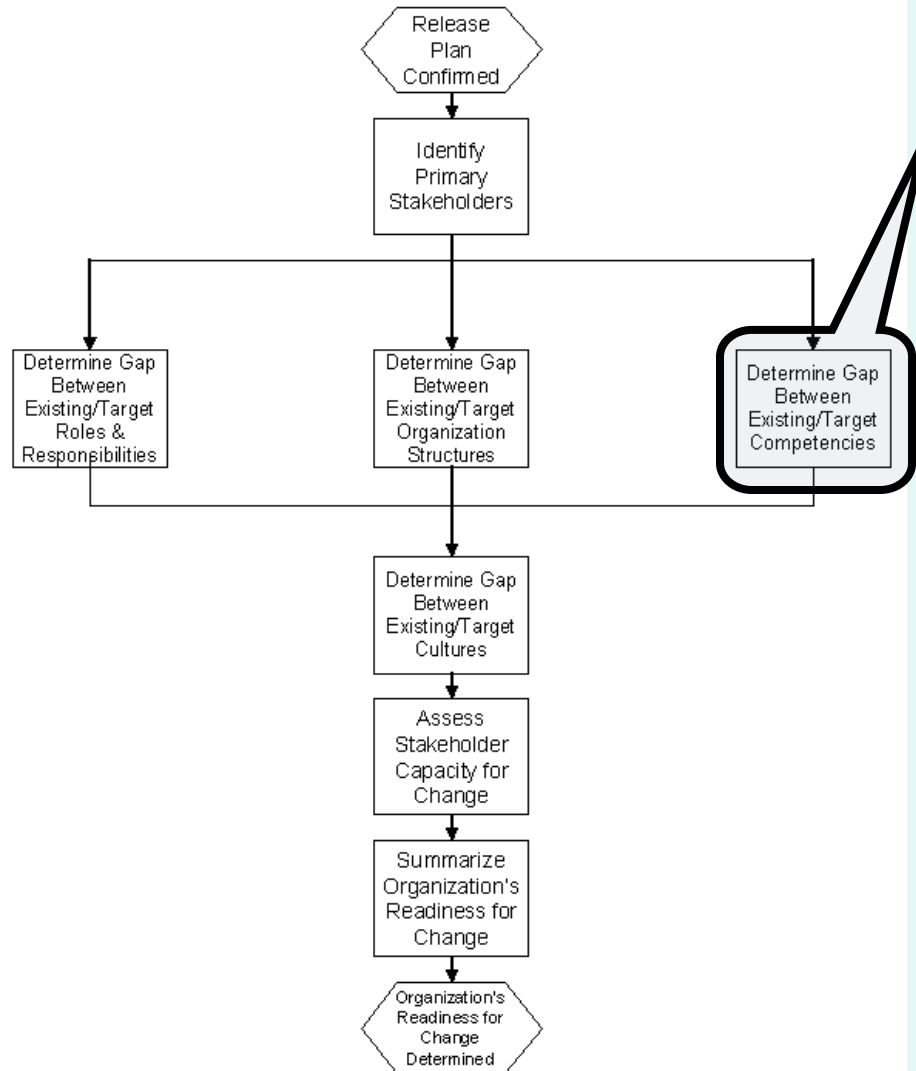 Release
Plan
Confirmed
Identify
Primary
Stakeholders
Determine Gap
Between
Existing/Target
Roles &
Responsibilities
Determine Gap
Between
Existing/Target
Organization
Structures
Determine Gap
Between
Existing/Target
Competencies
Determine Gap
Between
Existing/Target
Cultures
Assess
Stakeholder
Capacity for
Change
Summarize
Organization's
Readiness for
Change
Organization's
Readiness for
Change
Determined